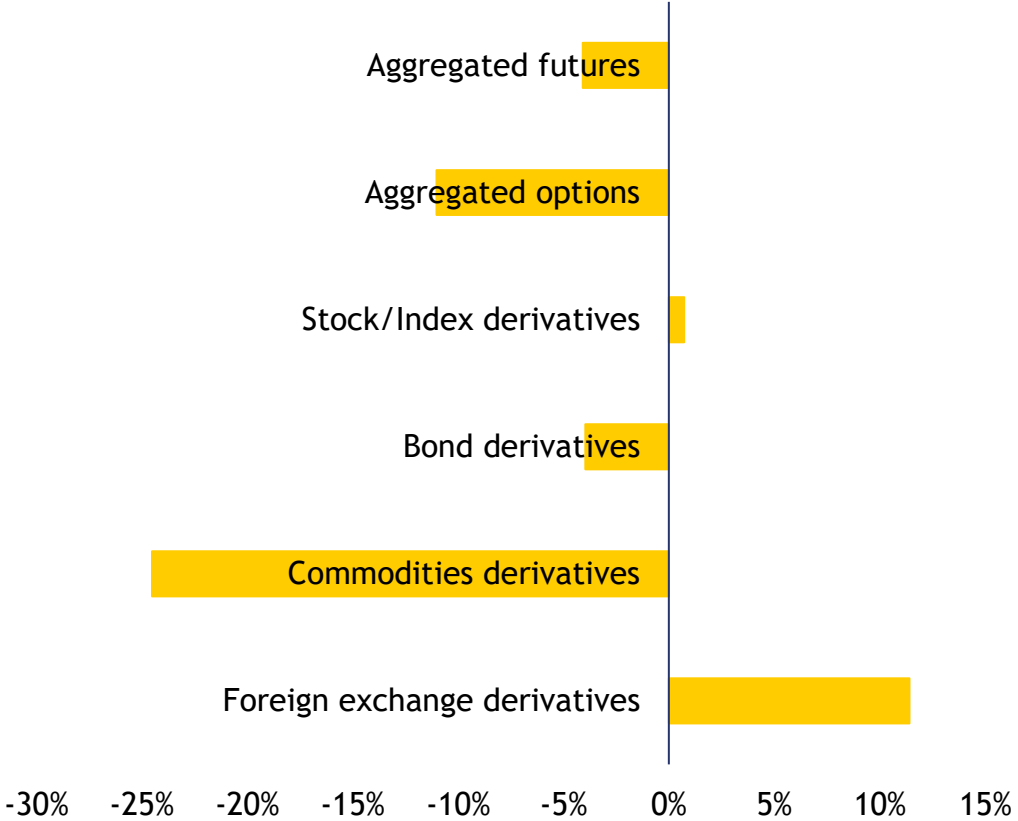 Aggregated futures
Aggregated options
Stock/Index derivatives
Bond derivatives
Commodities derivatives
Foreign exchange derivatives
-30% -25% -20% -15% -10% -5% 0% 5% 10% 15%